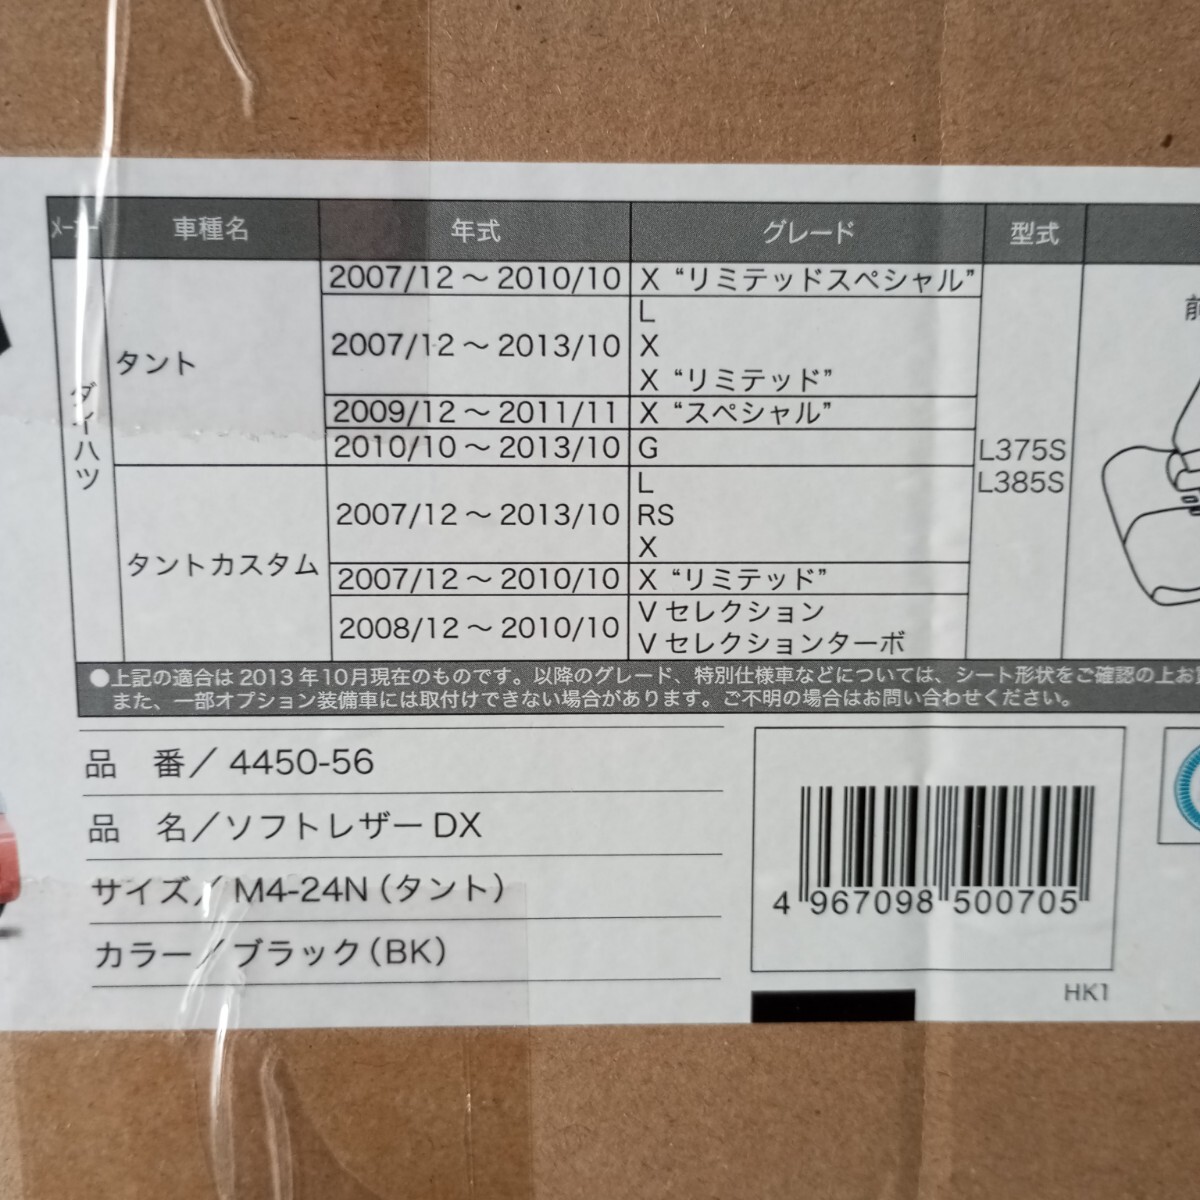 メーカー 車種名 年式 グレード 型式
ダイハツ
タント
2007/12 〜 2010/10 X “リミテッドスペシャル”
2007/12 〜 2013/10
L
X
X “リミテッド”
2009/12 〜 2011/11 X “スペシャル”
2010/10 〜 2013/10 G
タントカスタム
2007/12 〜 2013/10
L
RS
X
2007/12 〜 2010/10 X “リミテッド”
2008/12 〜 2010/10
V セレクション
V セレクションターボ
L375S
L385S
前
●上記の適合は 2013 年 10月現在のものです。以降のグレード、特別仕様車などについては、シート形状をご確認の上お
また、一部オプション装備車には取付けできない場合があります。ご不明の場合はお問い合わせください。
品 番／ 4450-56
品 名／ソフトレザー DX
サイズ／ M4-24N（タント）
カラー／ブラック（BK）
4 967098 500705
HK1